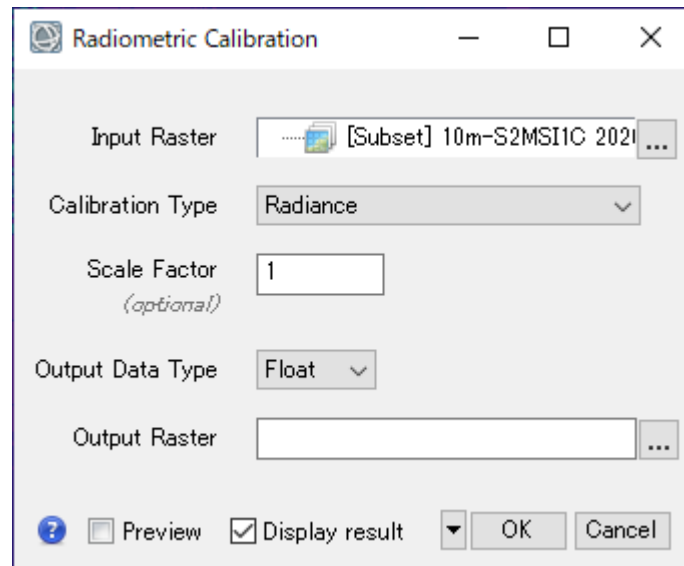 Radiometric Calibration
Input Raster [Subset] 10m-S2MSI1C 202 ...
Calibration Type Radiance
Scale Factor 1
(optional)
Output Data Type Float
Output Raster ...
Preview Display result OK Cancel